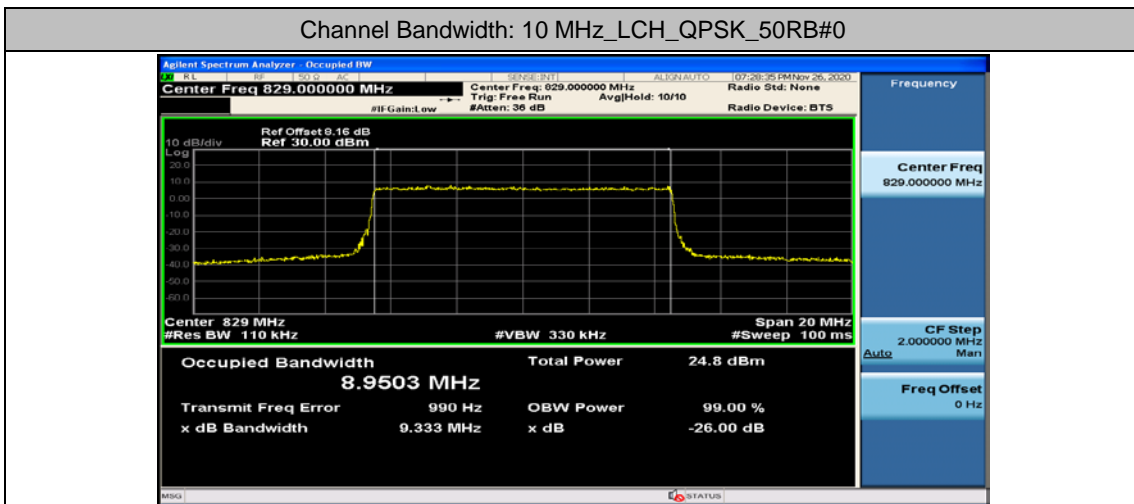 Channel Bandwidth: 10 MHz_LCH_QPSK_50RB#0
Agilent Spectrum Analyzer - Occupied BW
RL RF 50 Ω AC SENSE:INT ALIGN AUTO 07:28:35 PM Nov 26, 2020
Center Freq 829.000000 MHz Center Freq: 829.000000 MHz Radio Std: None
Trig: Free Run Avg|Hold: 10/10
#IFGain:Low #Atten: 36 dB Radio Device: BTS
Ref Offset 8.16 dB
10 dB/div Ref 30.00 dBm
Log
20.0
10.0
0.00
-10.0
-20.0
-30.0
-40.0
-50.0
-60.0
Center 829 MHz Span 20 MHz
#Res BW 110 kHz #VBW 330 kHz #Sweep 100 ms
Occupied Bandwidth Total Power 24.8 dBm
8.9503 MHz
Transmit Freq Error 990 Hz OBW Power 99.00 %
x dB Bandwidth 9.333 MHz x dB -26.00 dB
Frequency
Center Freq
829.000000 MHz
CF Step
2.000000 MHz
Auto Man
Freq Offset
0 Hz
MSG STATUS